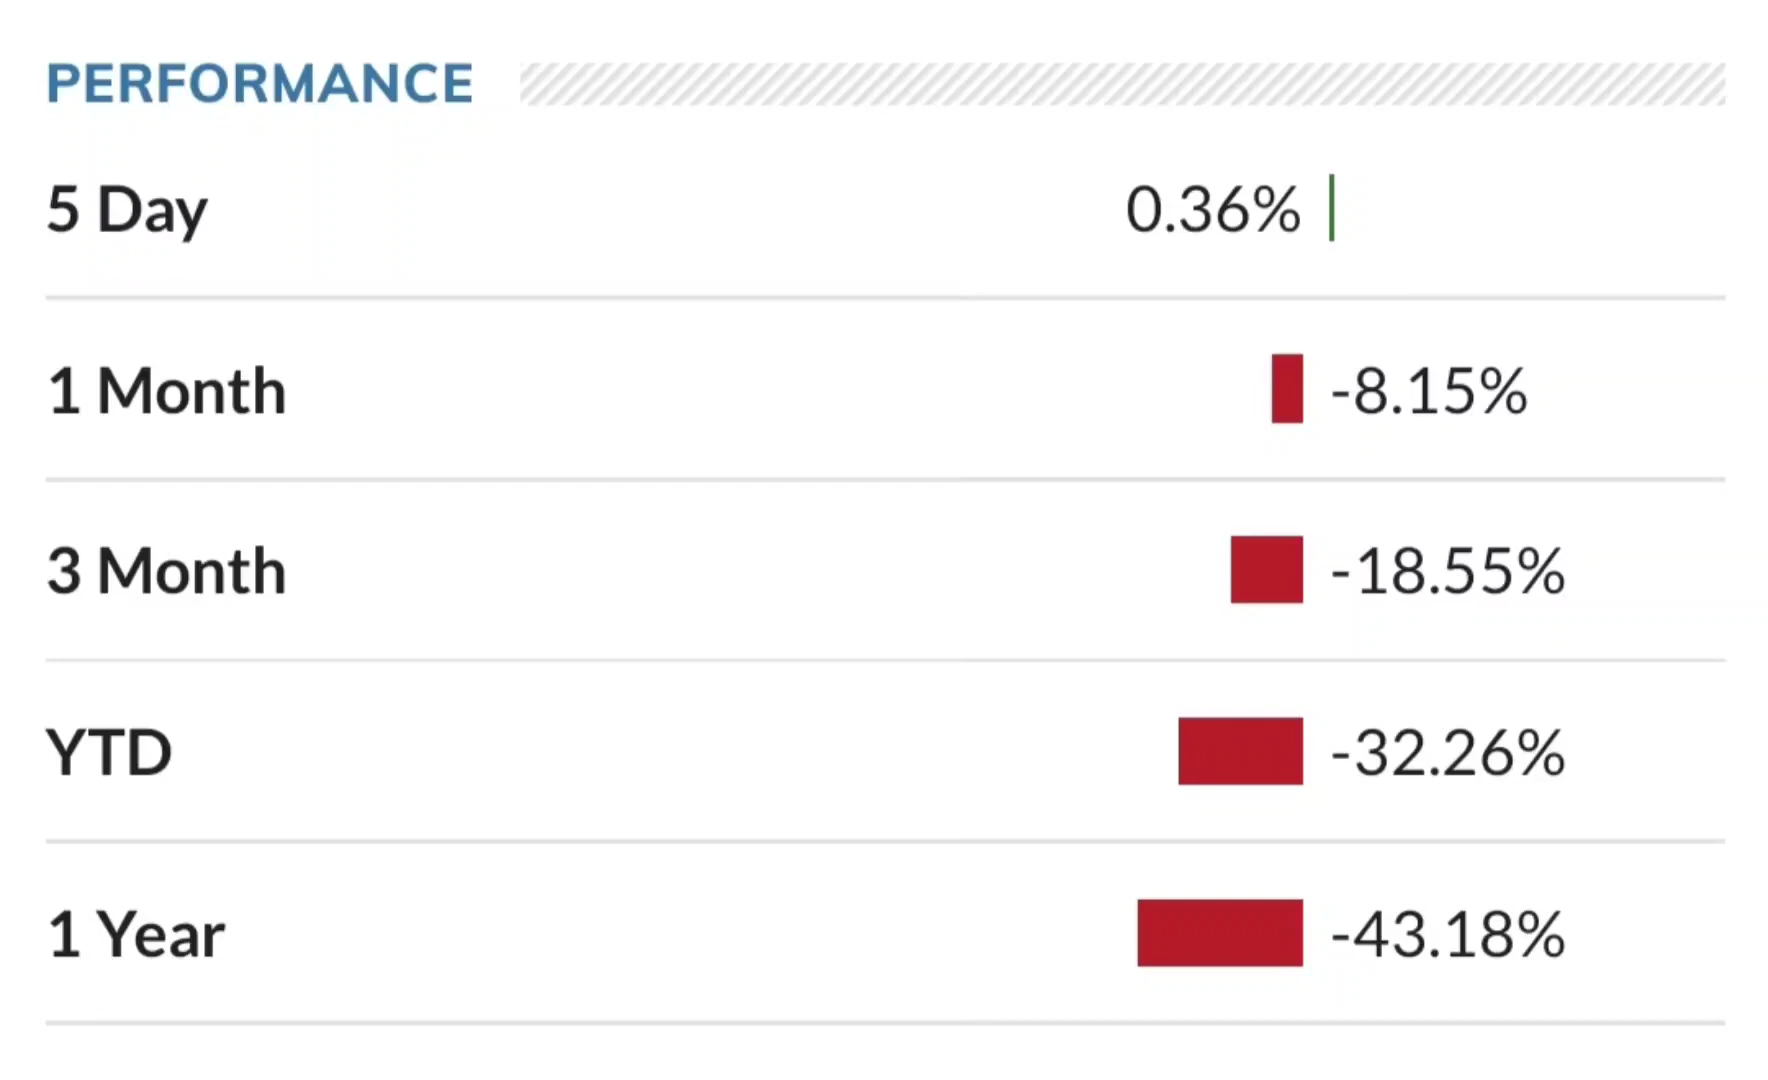 PERFORMANCE
5 Day 0.36%
1 Month -8.15%
3 Month -18.55%
YTD -32.26%
1 Year -43.18%